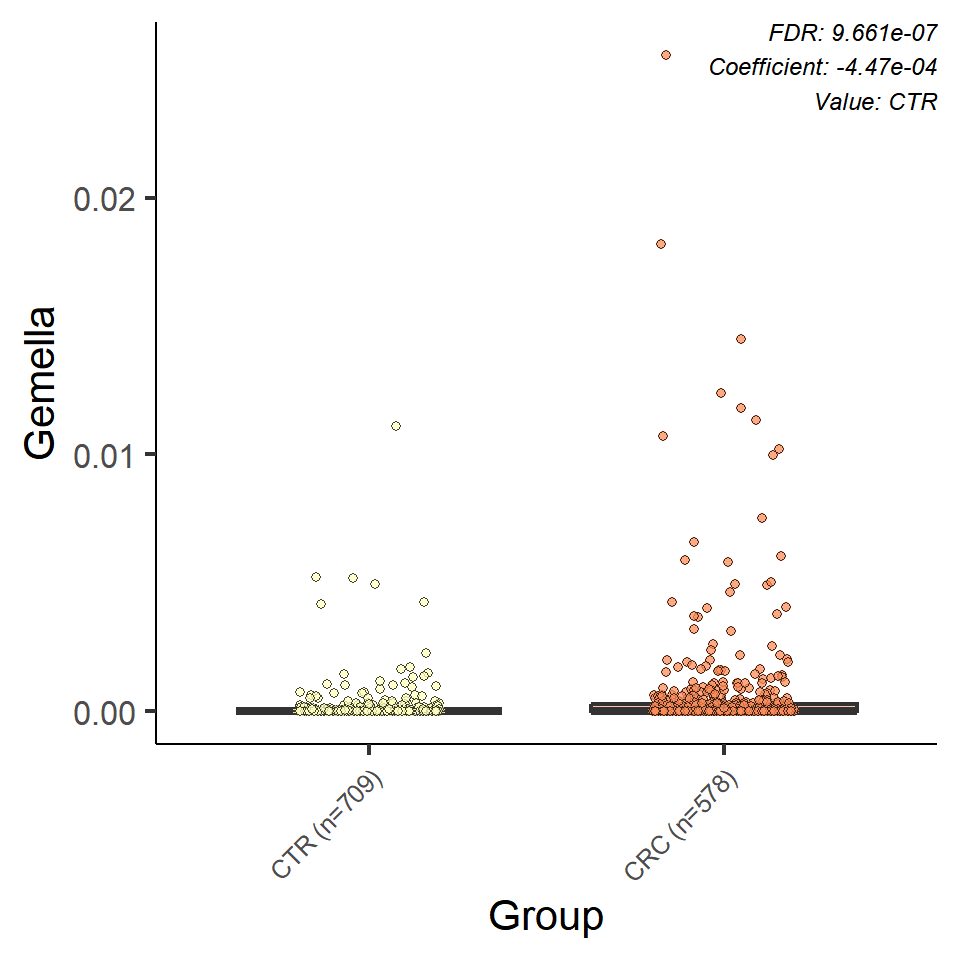 FDR: 9.661e-07
Coefficient: -4.47e-04
Value: CTR
0.02
0.01
0.00
Gemella
CTR (n=709)
CRC (n=578)
Group